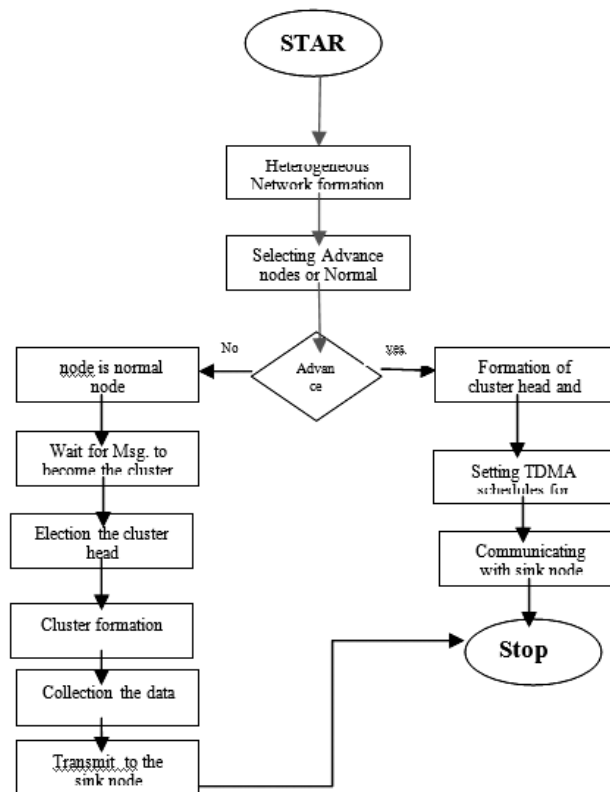 STAR
Heterogeneous
Network formation
Selecting Advance
nodes or Normal
No
yes.
Advan
ce
node is normal
node
Wait for Msg. to
become the cluster
Election the cluster
head
Cluster formation
Collection the data
Transmit to the
sink node
Formation of
cluster head and
Setting TDMA
schedules for
Communicating
with sink node
Stop